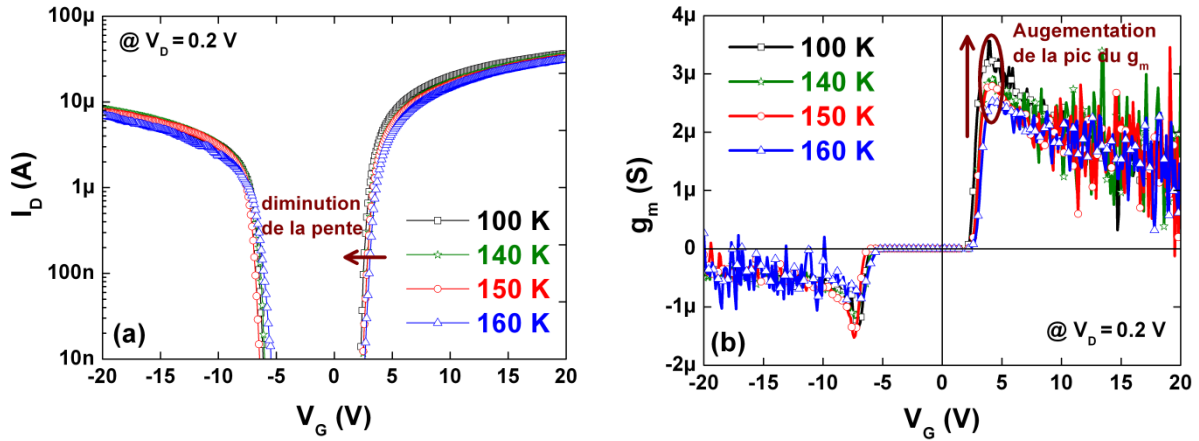 100µ
10µ
1µ
100n
10n
I_D (A)
@ V_D = 0.2 V
diminution
de la pente
100 K
140 K
150 K
160 K
(a)
-20 -15 -10 -5 0 5 10 15 20
V_G (V)
4µ
3µ
2µ
1µ
0
-1µ
-2µ
g_m (S)
100 K
140 K
150 K
160 K
Augementation
de la pic du g_m
(b)
@ V_D = 0.2 V
-20 -15 -10 -5 0 5 10 15 20
V_G (V)